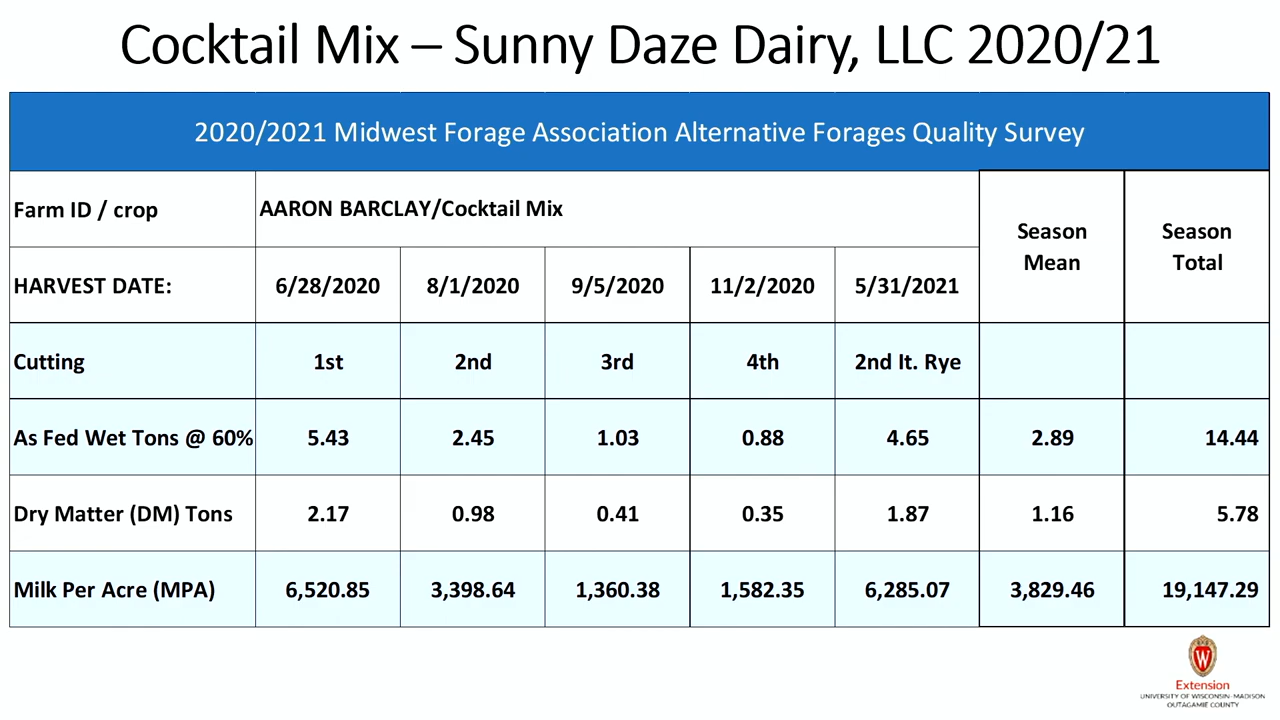 Cocktail Mix – Sunny Daze Dairy, LLC 2020/21
2020/2021 Midwest Forage Association Alternative Forages Quality Survey
Farm ID / crop AARON BARCLAY/Cocktail Mix Season Mean Season Total
HARVEST DATE: 6/28/2020 8/1/2020 9/5/2020 11/2/2020 5/31/2021
Cutting 1st 2nd 3rd 4th 2nd It. Rye
As Fed Wet Tons @ 60% 5.43 2.45 1.03 0.88 4.65 2.89 14.44
Dry Matter (DM) Tons 2.17 0.98 0.41 0.35 1.87 1.16 5.78
Milk Per Acre (MPA) 6,520.85 3,398.64 1,360.38 1,582.35 6,285.07 3,829.46 19,147.29
W
Extension
UNIVERSITY OF WISCONSIN-MADISON
OUTAGAMIE COUNTY